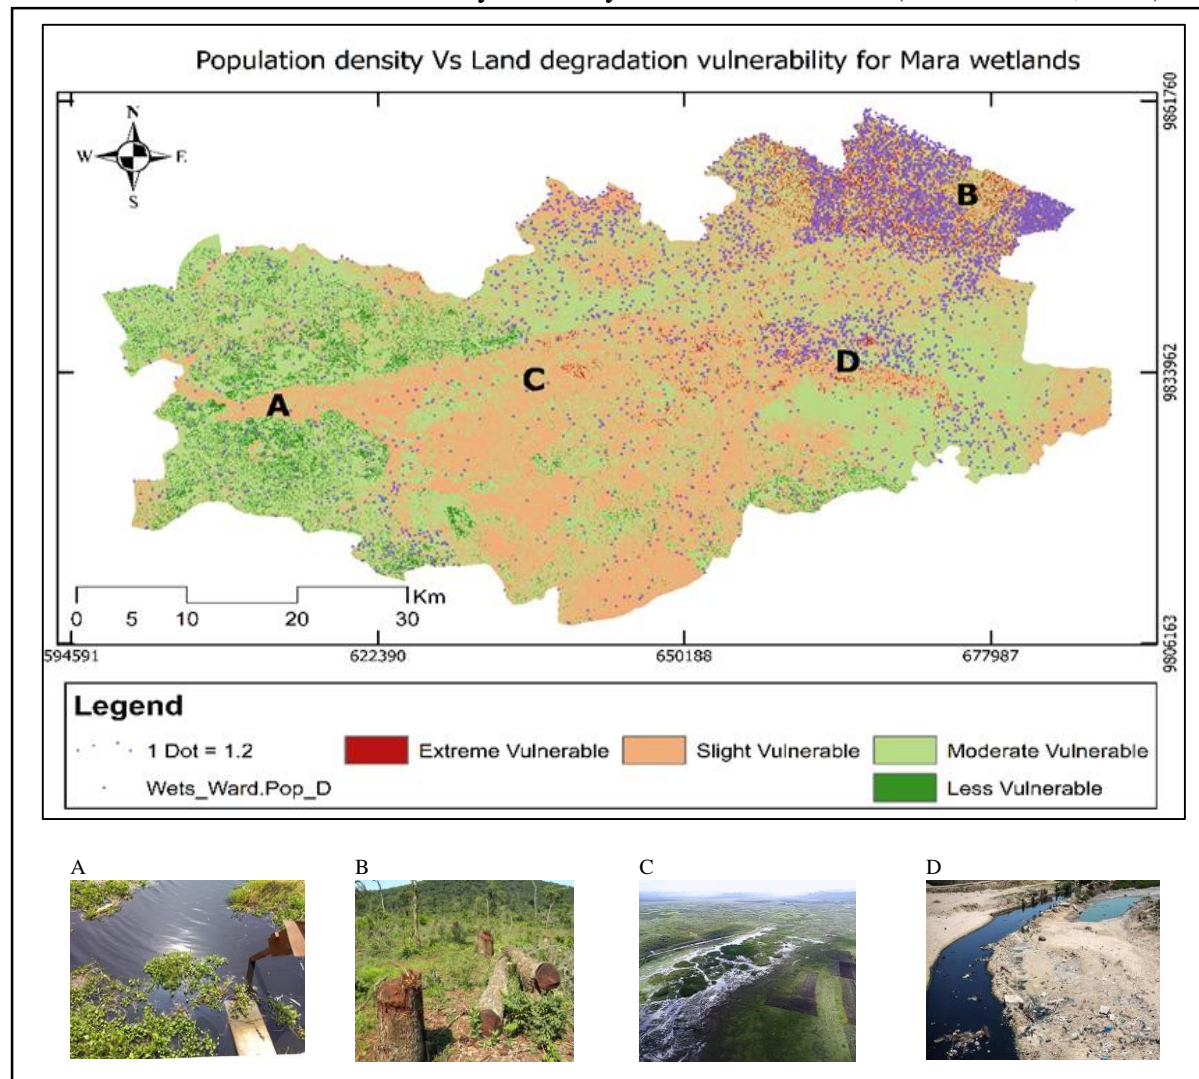 Population density Vs Land degradation vulnerability for Mara wetlands
N
W E
S
9861760
B
D
9833962
C
A
0 5 10 20 30 Km
9806163
594591 622390 650188 677987
Legend
1 Dot = 1.2
Extreme Vulnerable
Slight Vulnerable
Moderate Vulnerable
Wets_Ward.Pop_D
Less Vulnerable
A B C D